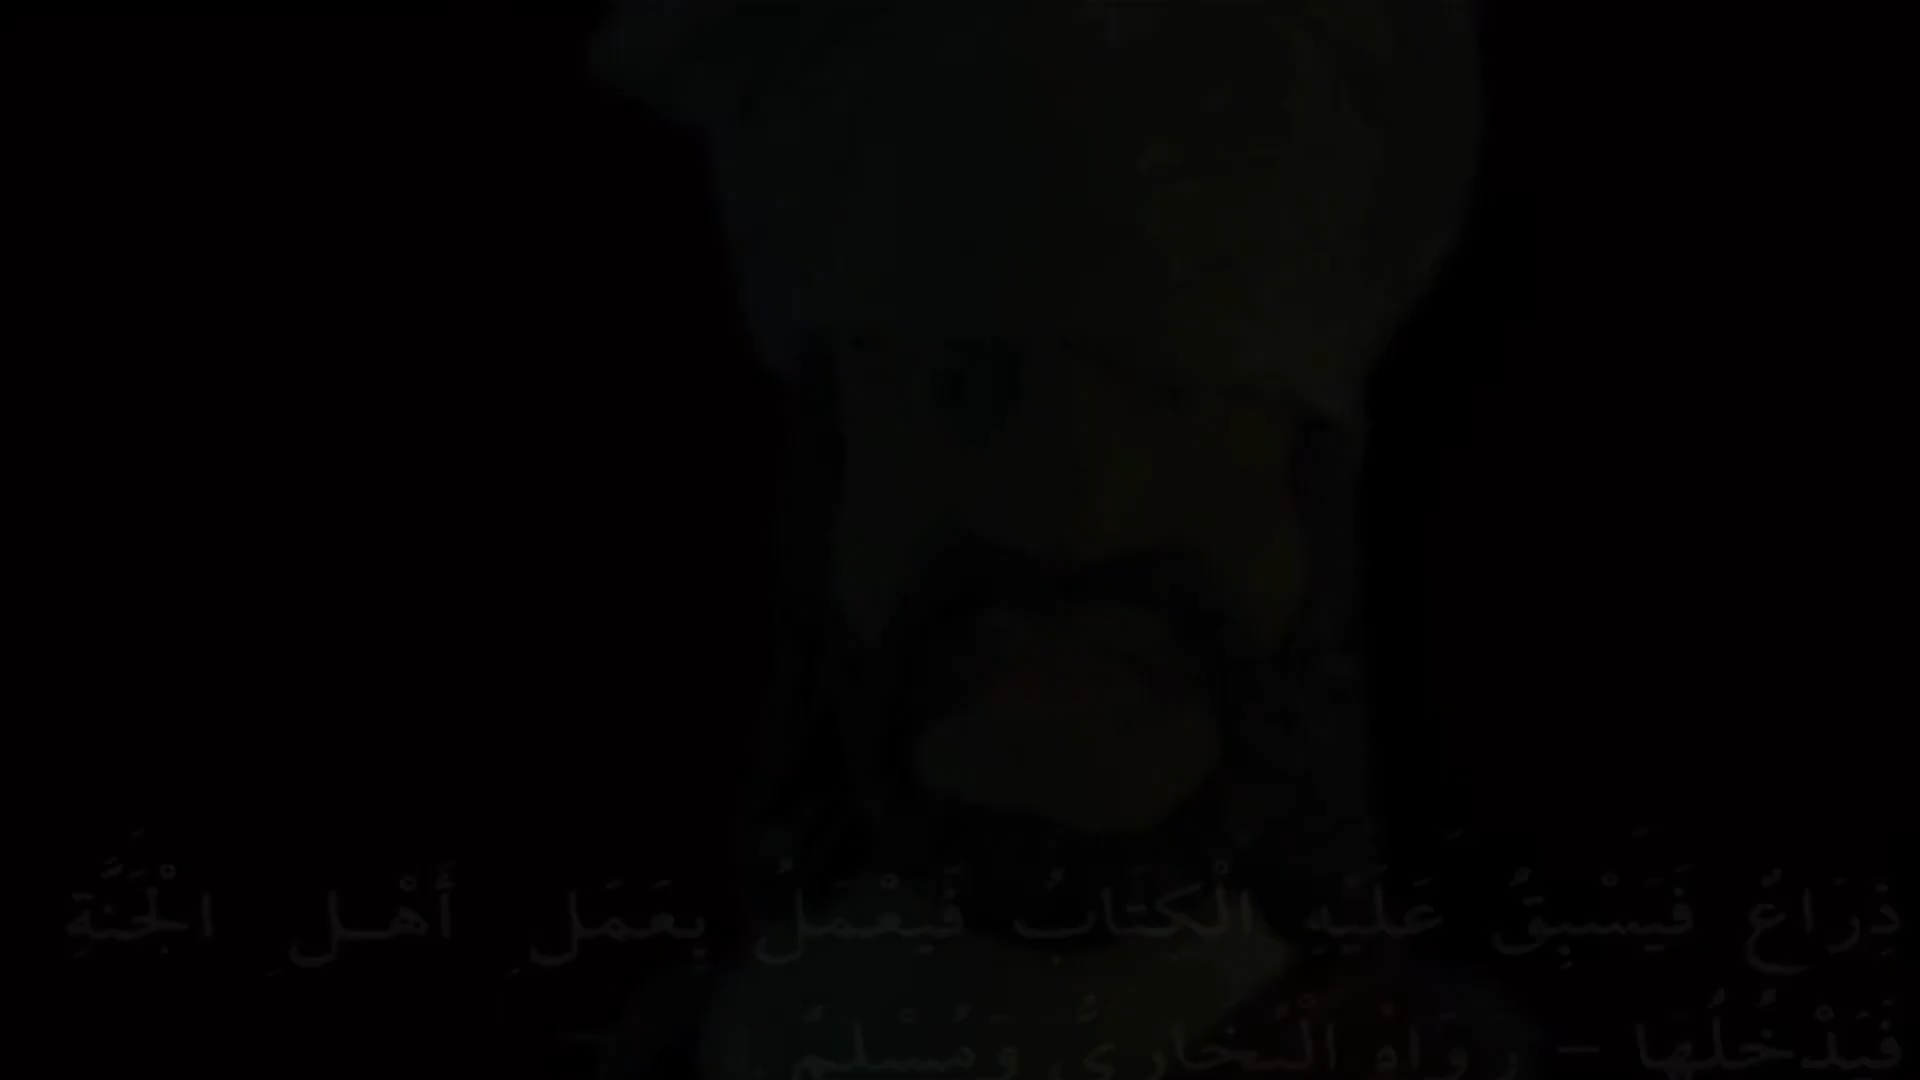 ذِرَاعٌ فَيَسْبِقُ عَلَيْهِ الْكِتَابُ فَيَعْمَلُ بِعَمَلِ أَهْلِ الْجَنَّةِ
فَيَدْخُلُهَا – رَوَاهُ الْبُخَارِيُّ وَمُسْلِمٌ